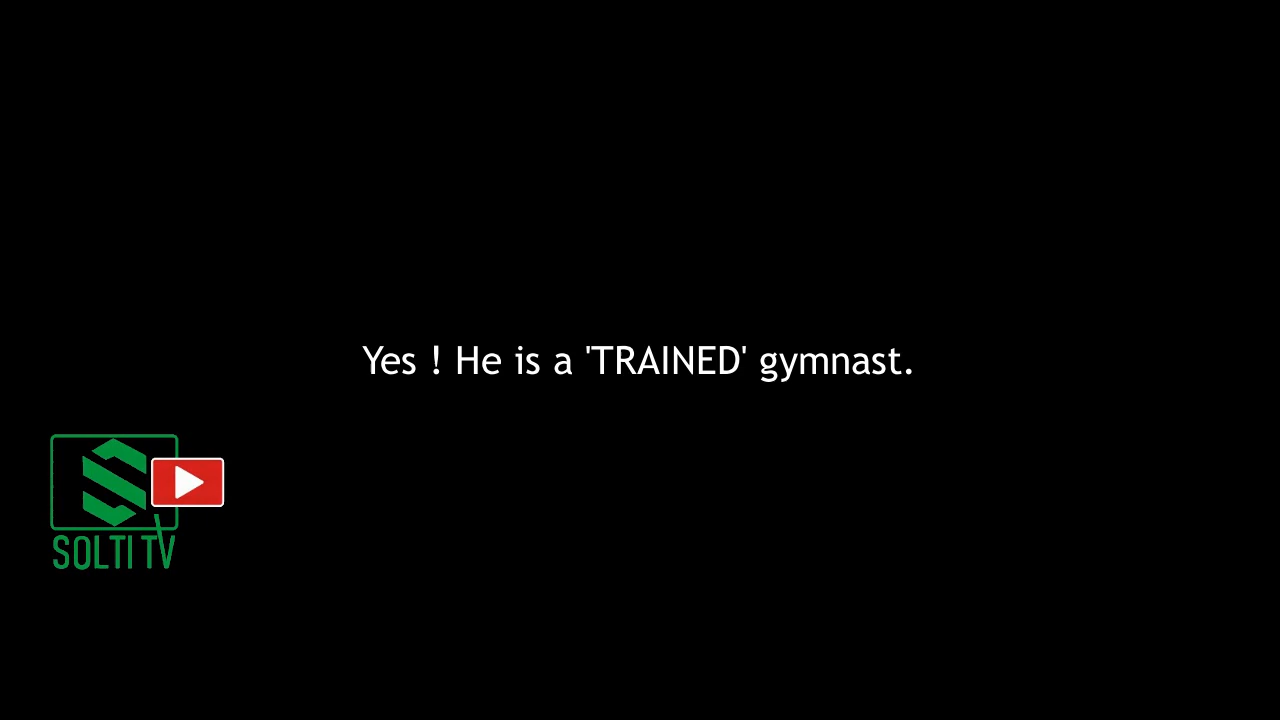 Yes ! He is a 'TRAINED' gymnast.
SOLTI TV